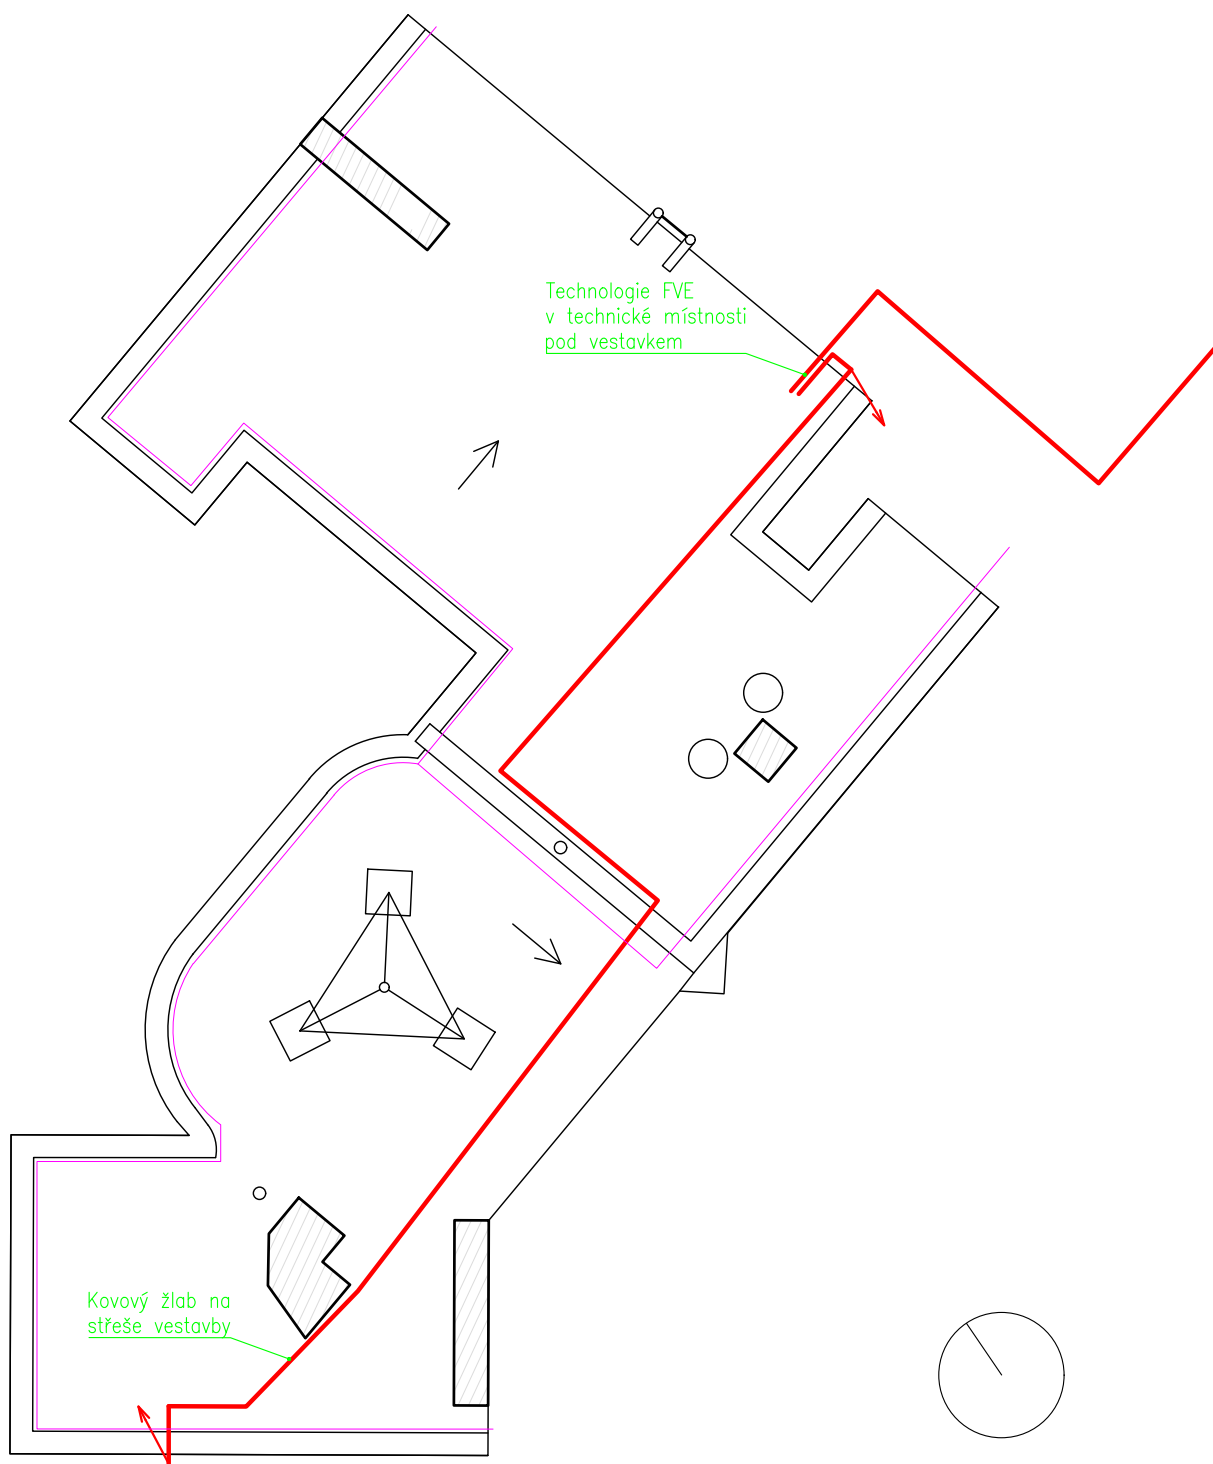 Technologie FVE
v technické místnosti
pod vestavkem
Kovový žlab na
střeše vestavby